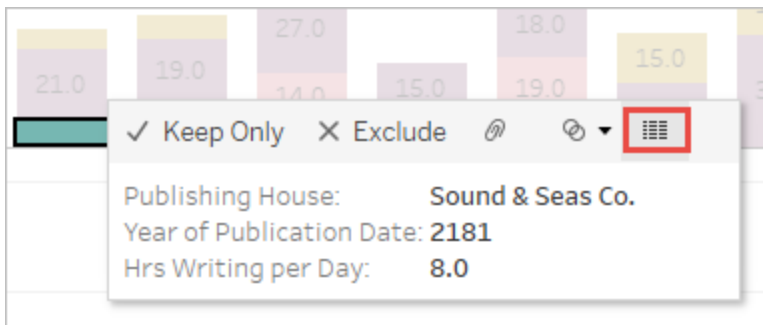 27.0 18.0
21.0 19.0 15.0
14.0 15.0 19.0
Keep Only Exclude
Publishing House: Sound & Seas Co.
Year of Publication Date: 2181
Hrs Writing per Day: 8.0